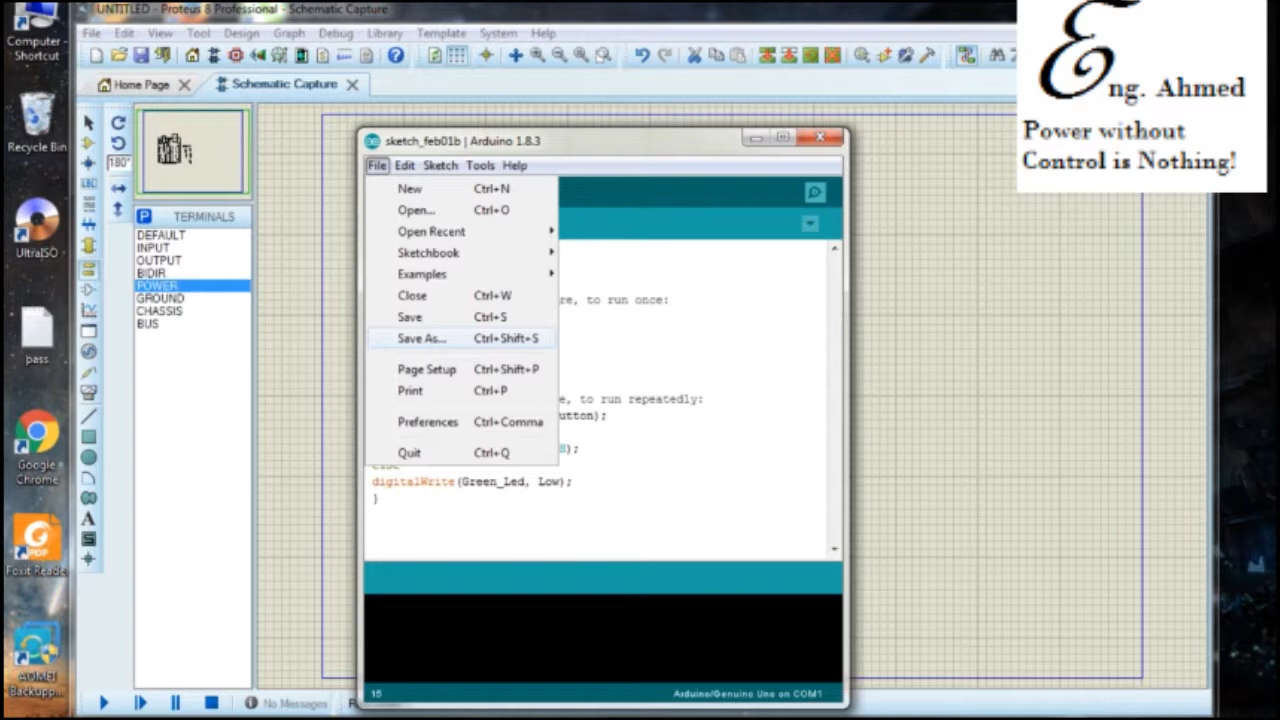 UNTITLED - Proteus 8 Professional - Schematic Capture
File Edit View Tool Design Graph Debug Library Template System Help
Home Page
Schematic Capture
Computer - Shortcut
Recycle Bin
UltraISO
pass
Google Chrome
Foxit Reade
AOMEI
Backupp...
180°
P TERMINALS
DEFAULT
INPUT
OUTPUT
BIDIR
POWER
GROUND
CHASSIS
BUS
No Messages
sketch_feb01b | Arduino 1.8.3
File Edit Sketch Tools Help
New Ctrl+N
Open... Ctrl+O
Open Recent
Sketchbook
Examples
Close Ctrl+W
Save Ctrl+S
Save As... Ctrl+Shift+S
Page Setup Ctrl+Shift+P
Print Ctrl+P
Preferences Ctrl+Comma
Quit Ctrl+Q
re, to run once:
e, to run repeatedly:
utton);
);
digitalWrite(Green_Led, Low);
}
15
Arduino/Genuino Uno on COM1
Eng. Ahmed
Power without
Control is Nothing!